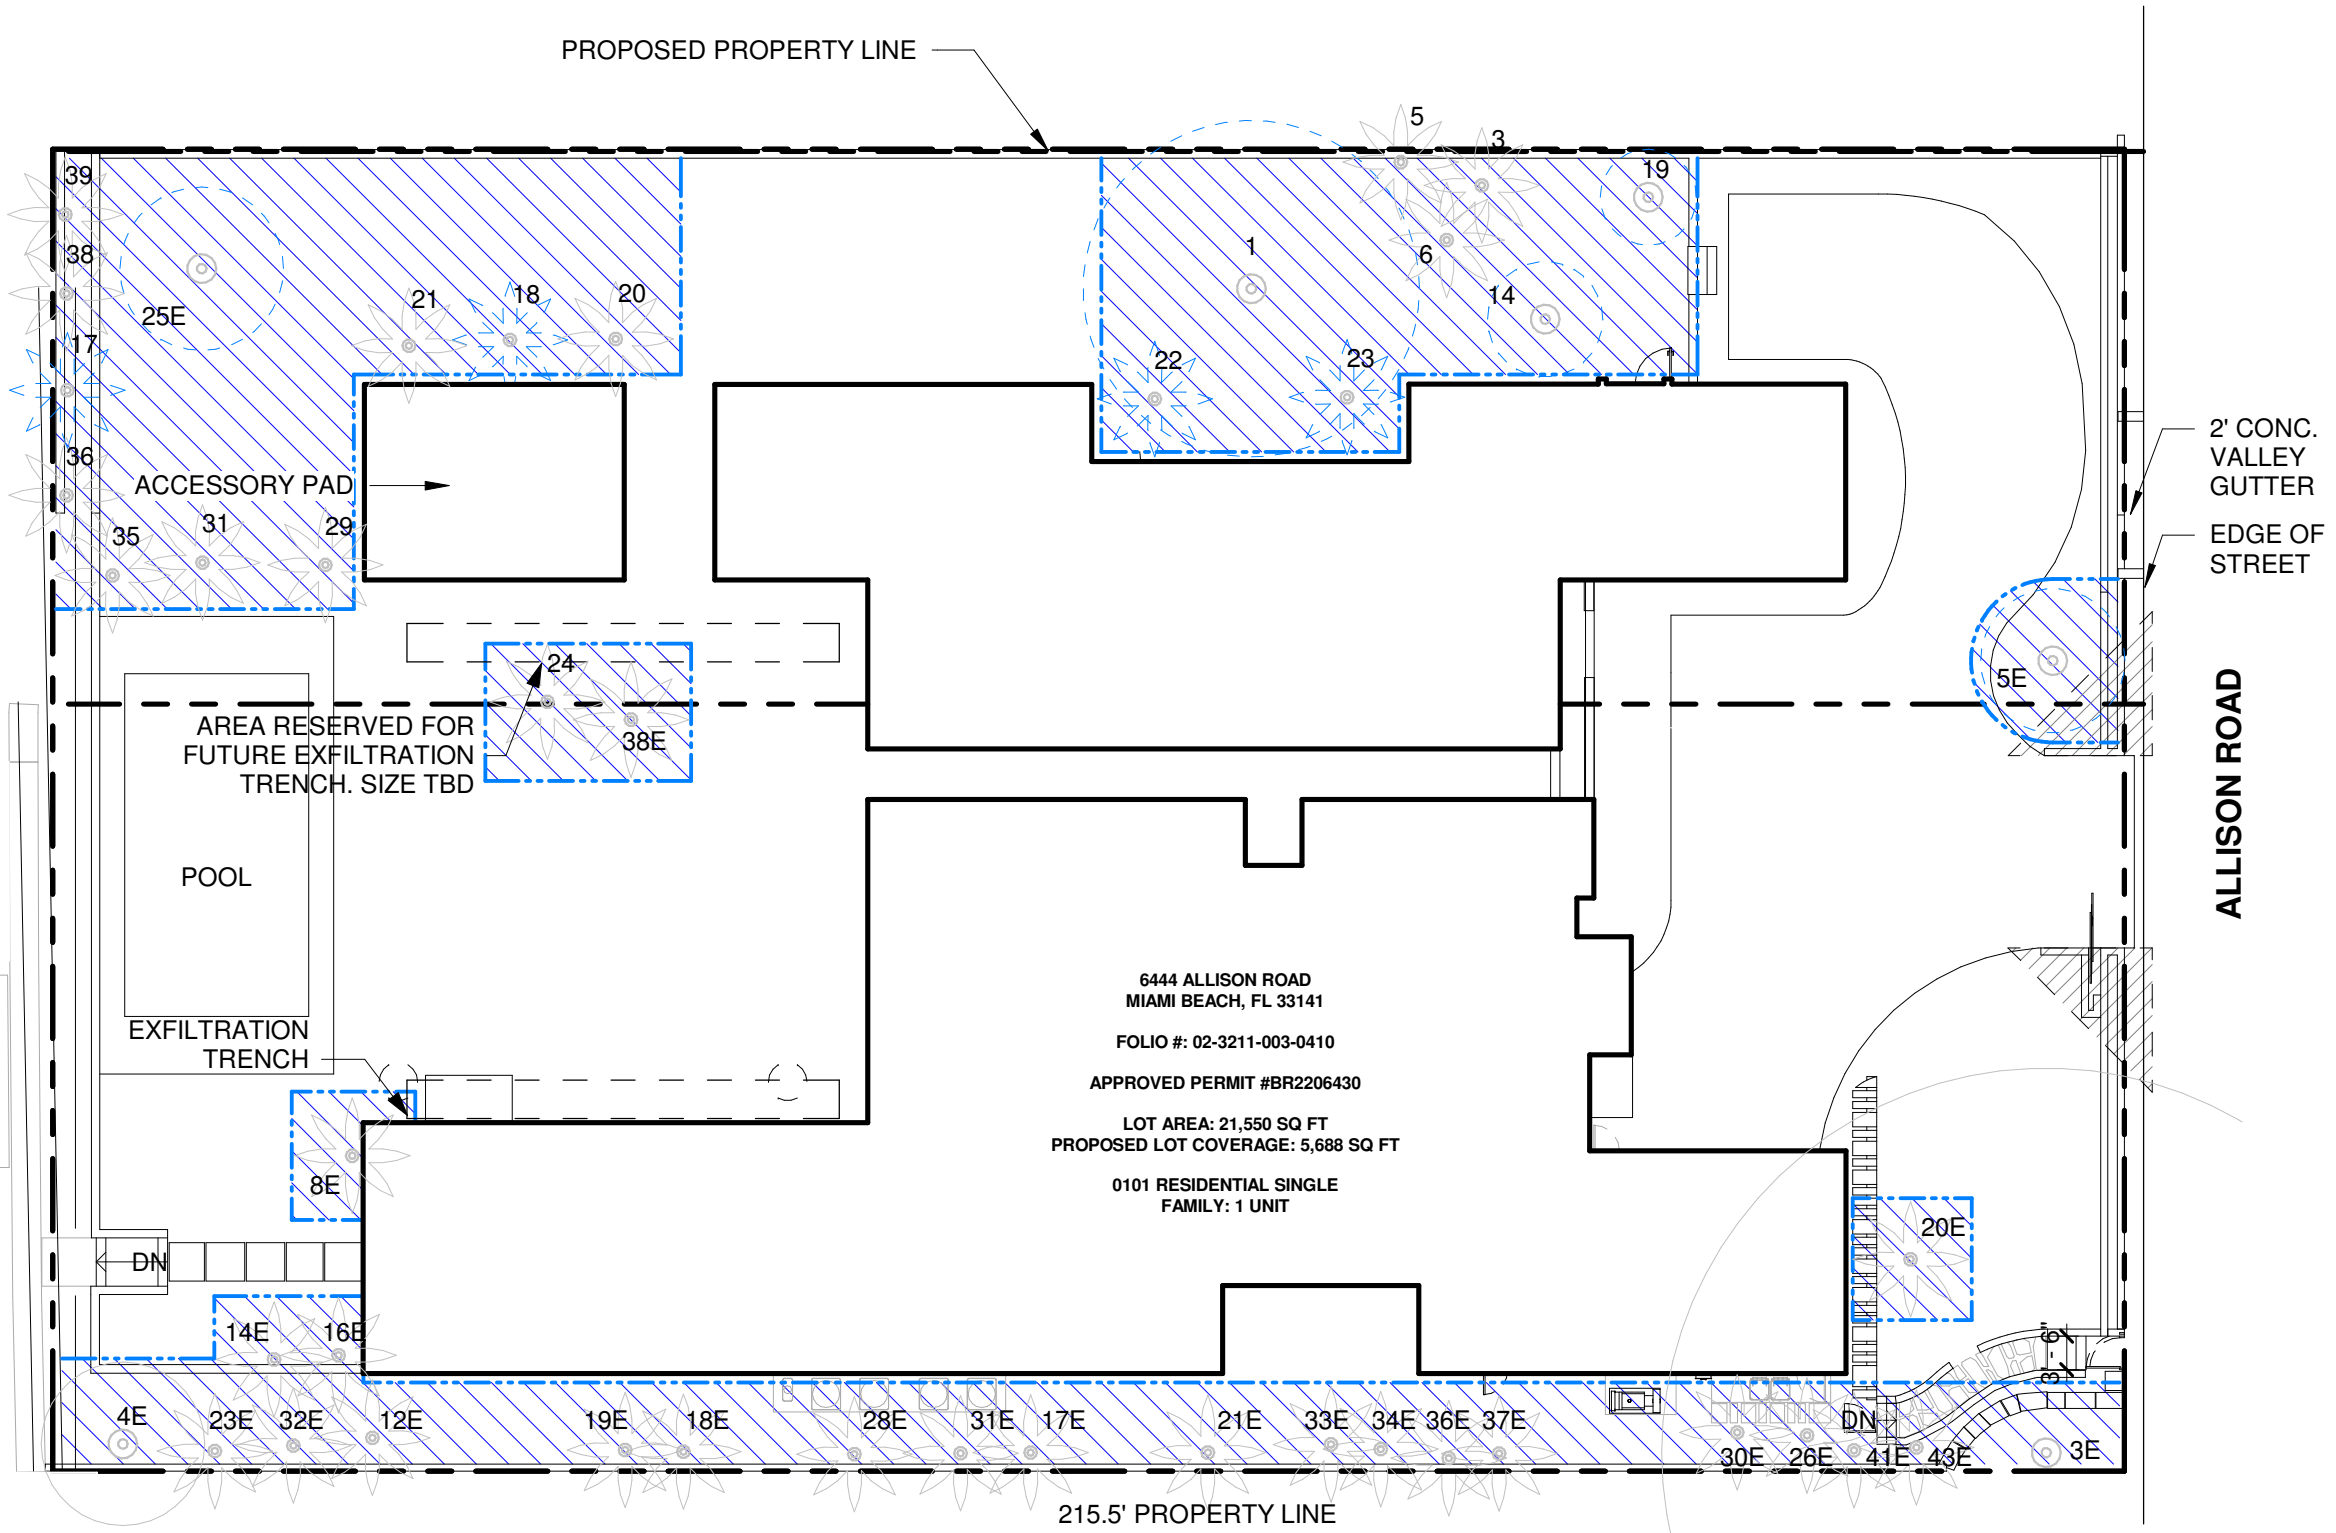 PROPOSED PROPERTY LINE
5
3
39
19
38
1
6
21
18
20
14
25E
17
22
23
2' CONC.
VALLEY
GUTTER
36
ACCESSORY PAD
35
31
29
EDGE OF
STREET
24
5E
AREA RESERVED FOR
FUTURE EXFILTRATION
TRENCH. SIZE TBD
38E
ALLISON ROAD
POOL
6444 ALLISON ROAD
MIAMI BEACH, FL 33141
FOLIO #: 02-3211-003-0410
APPROVED PERMIT #BR2206430
LOT AREA: 21,550 SQ FT
PROPOSED LOT COVERAGE: 5,688 SQ FT
0101 RESIDENTIAL SINGLE
FAMILY: 1 UNIT
EXFILTRATION
TRENCH
8E
20E
DN
14E
16E
3' - 6"
4E
23E
32E
12E
19E
18E
28E
31E
17E
21E
33E
34E
36E
37E
DN
30E
26E
41E
43E
3E
215.5' PROPERTY LINE